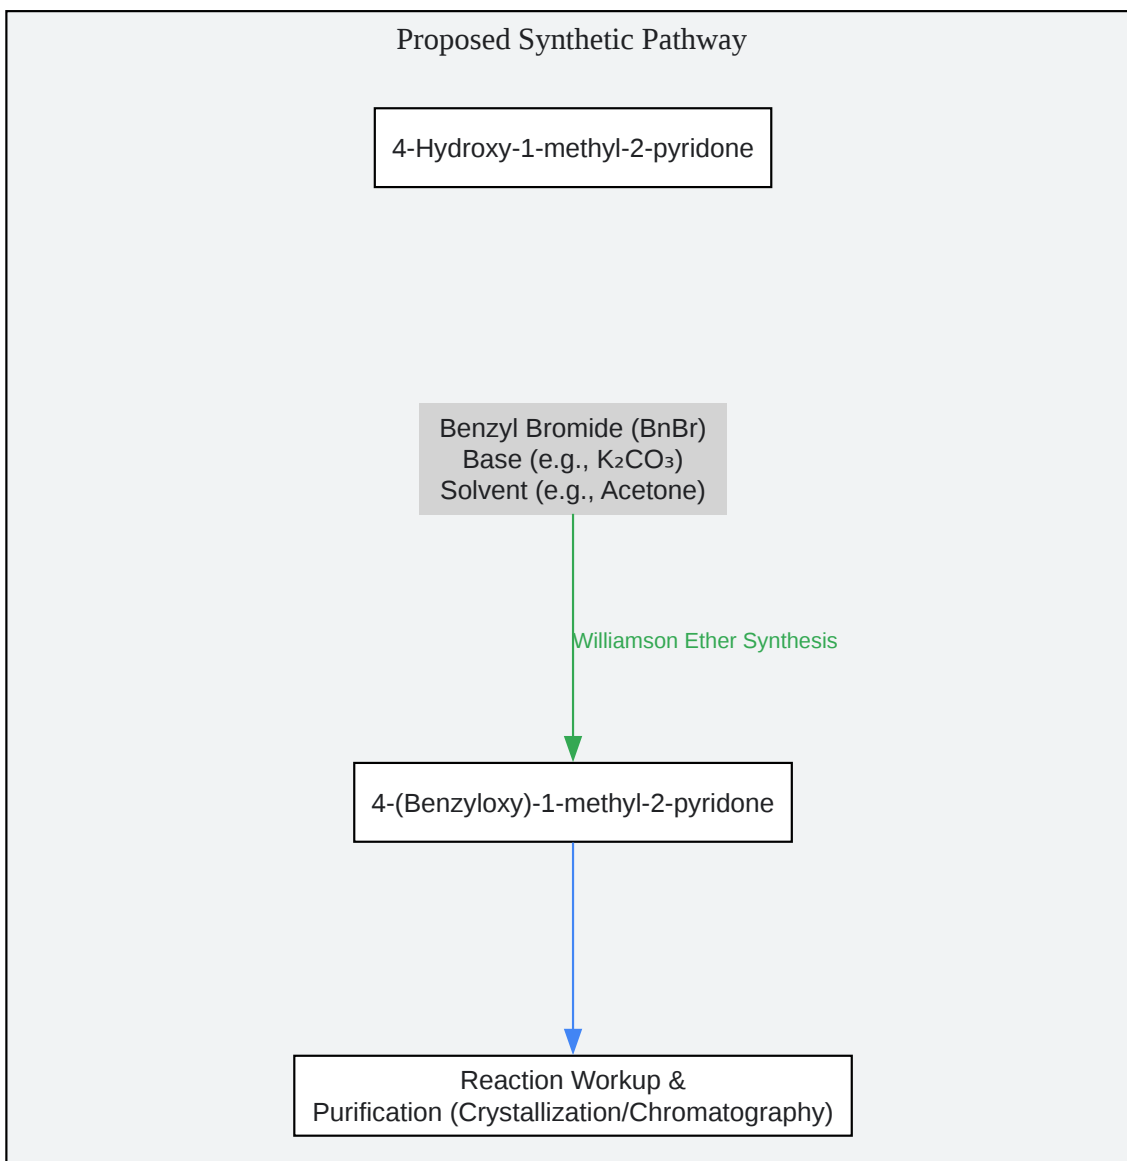 Proposed Synthetic Pathway
4-Hydroxy-1-methyl-2-pyridone
Benzyl Bromide (BnBr)
Base (e.g., K₂CO₃)
Solvent (e.g., Acetone)
Williamson Ether Synthesis
4-(Benzyloxy)-1-methyl-2-pyridone
Reaction Workup &
Purification (Crystallization/Chromatography)